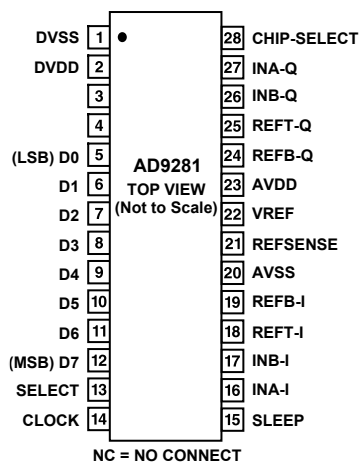 DVSS 1
DVDD 2
3
4
(LSB) D0 5
D1 6
D2 7
D3 8
D4 9
D5 10
D6 11
(MSB) D7 12
SELECT 13
CLOCK 14
AD9281
TOP VIEW
(Not to Scale)
28 CHIP-SELECT
27 INA-Q
26 INB-Q
25 REFT-Q
24 REFB-Q
23 AVDD
22 VREF
21 REFSENSE
20 AVSS
19 REFB-I
18 REFT-I
17 INB-I
16 INA-I
15 SLEEP
NC = NO CONNECT